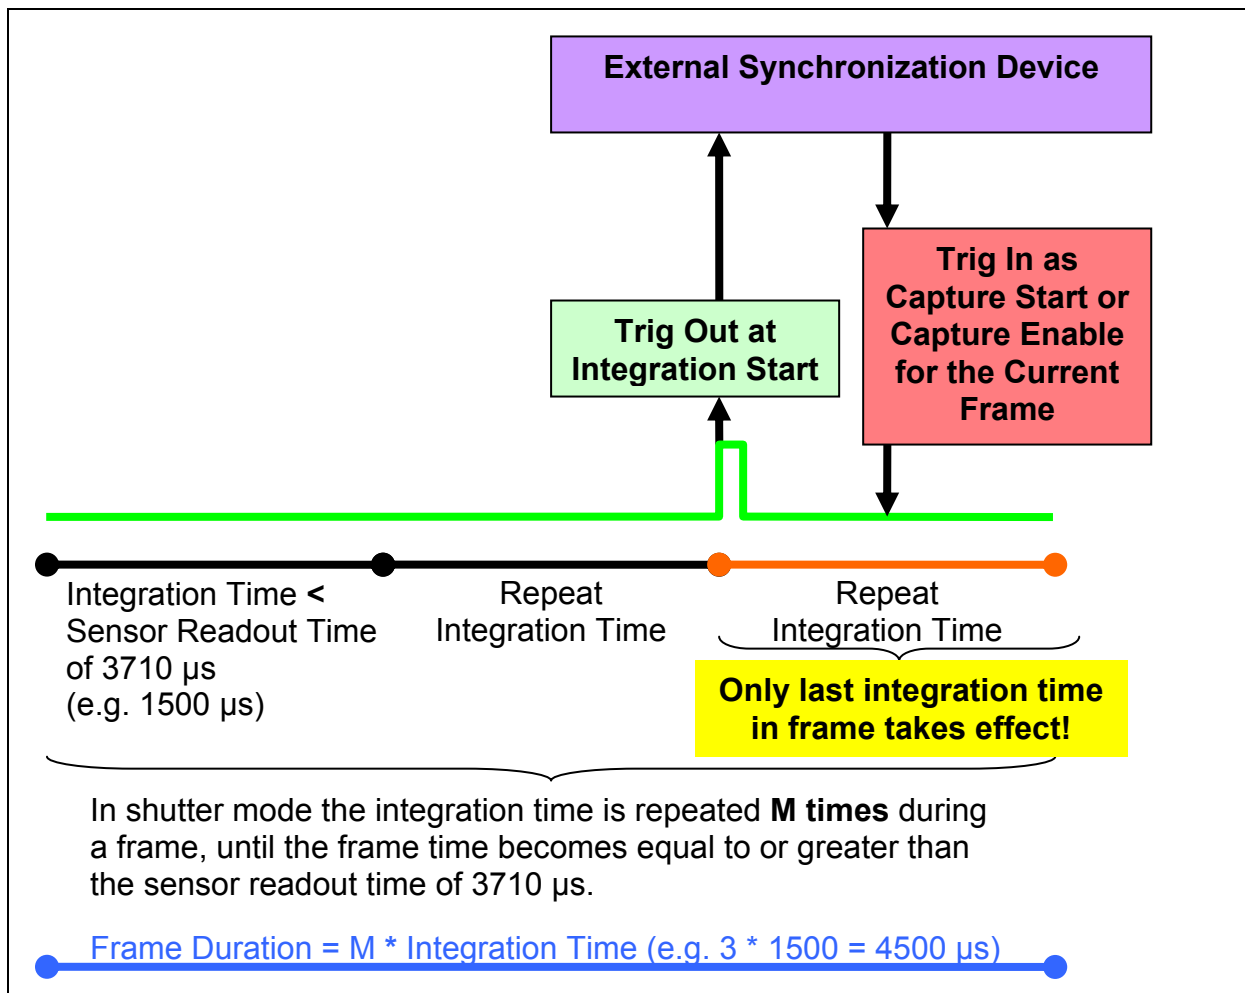 External Synchronization Device
Trig In as
Capture Start or
Capture Enable
for the Current
Frame
Trig Out at
Integration Start
Integration Time <
Sensor Readout Time
of 3710 µs
(e.g. 1500 µs)
Repeat
Integration Time
Repeat
Integration Time
Only last integration time
in frame takes effect!
In shutter mode the integration time is repeated M times during
a frame, until the frame time becomes equal to or greater than
the sensor readout time of 3710 µs.
Frame Duration = M * Integration Time (e.g. 3 * 1500 = 4500 µs)